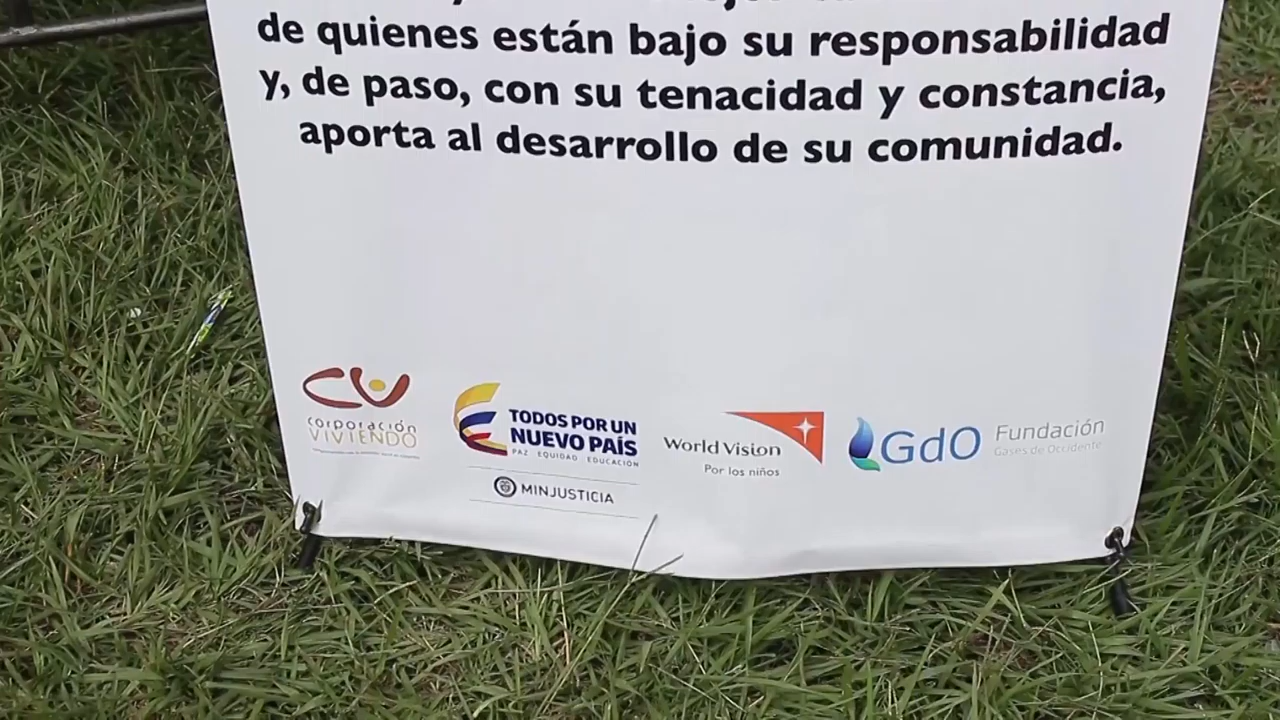 de quienes están bajo su responsabilidad
y, de paso, con su tenacidad y constancia,
aporta al desarrollo de su comunidad.
corporación
VIVIENDO
TODOS POR UN
NUEVO PAÍS
PAZ EQUIDAD EDUCACIÓN
MINJUSTICIA
World Vision
Por los niños
GdO
Fundación
Gases de Occidente